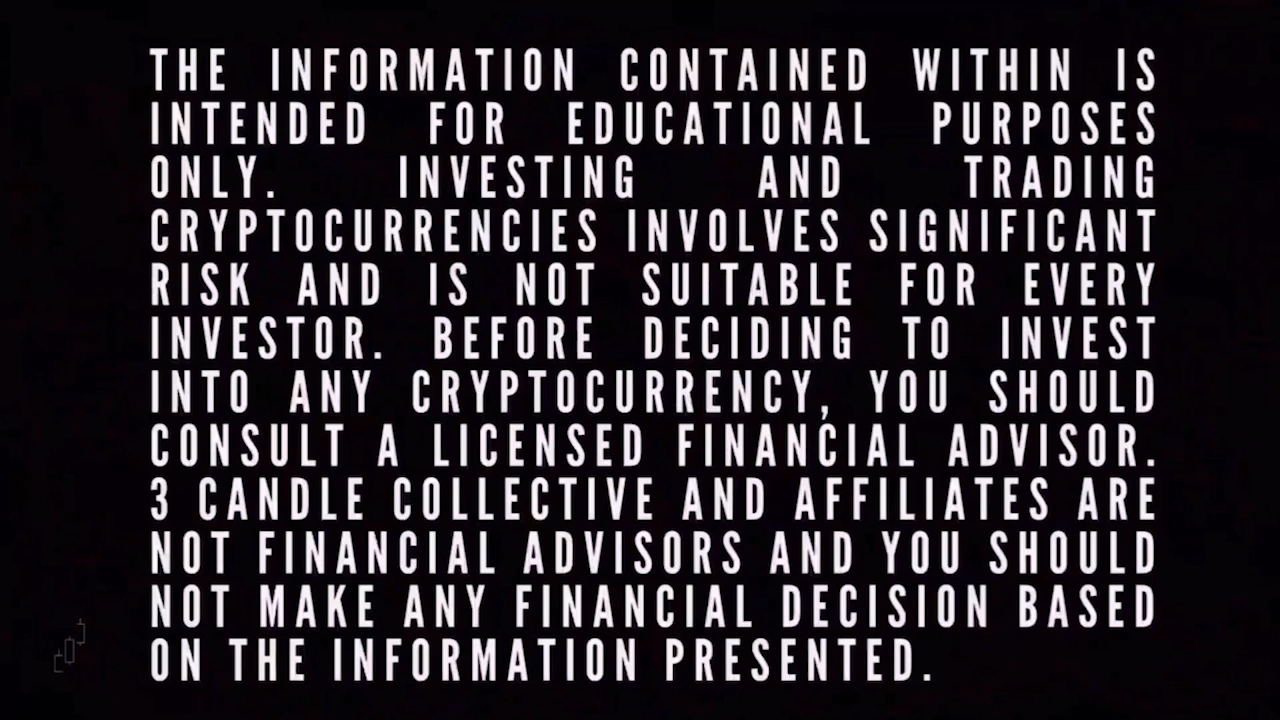 THE INFORMATION CONTAINED WITHIN IS
INTENDED FOR EDUCATIONAL PURPOSES
ONLY. INVESTING AND TRADING
CRYPTOCURRENCIES INVOLVES SIGNIFICANT
RISK AND IS NOT SUITABLE FOR EVERY
INVESTOR. BEFORE DECIDING TO INVEST
INTO ANY CRYPTOCURRENCY, YOU SHOULD
CONSULT A LICENSED FINANCIAL ADVISOR.
3 CANDLE COLLECTIVE AND AFFILIATES ARE
NOT FINANCIAL ADVISORS AND YOU SHOULD
NOT MAKE ANY FINANCIAL DECISION BASED
ON THE INFORMATION PRESENTED.